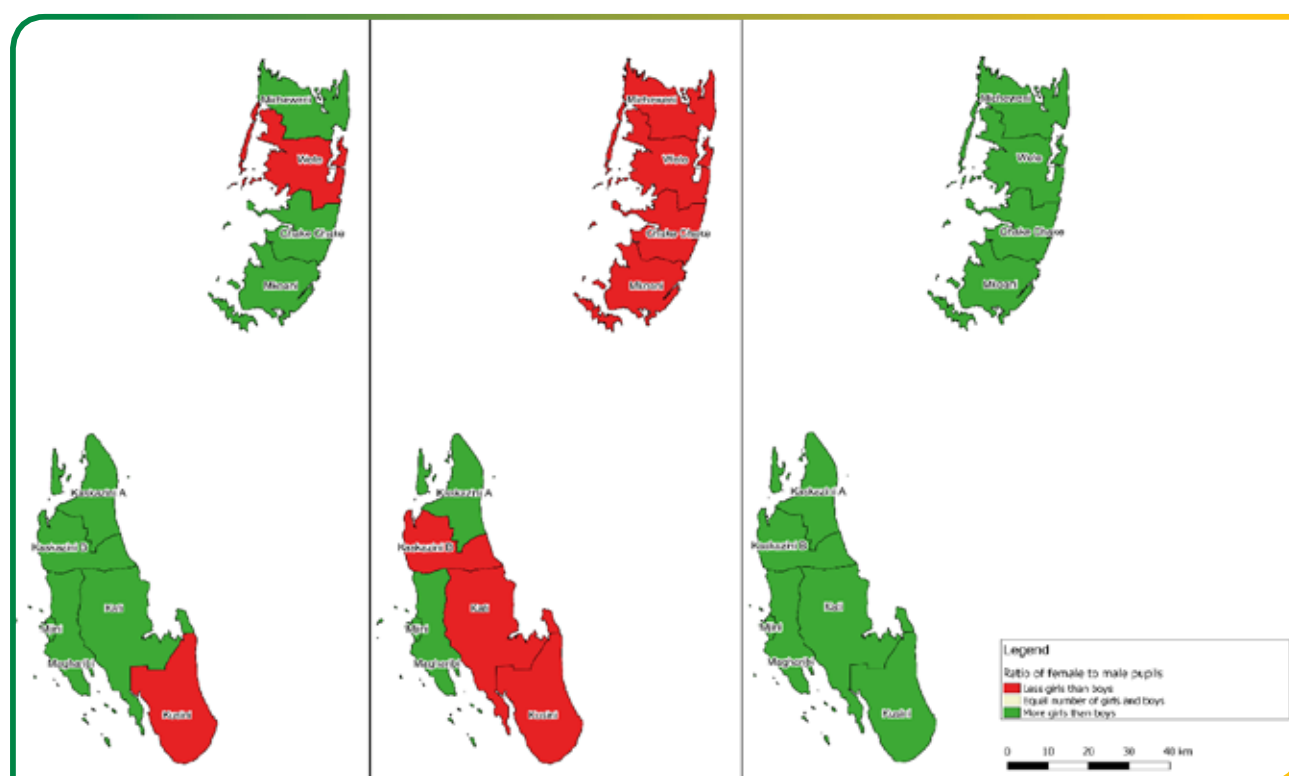 Micheweni
Wete
Chake Chake
Mkoani
Kaskazini A
Kaskazini B
Kati
Mjini
Magharibi
Kusini
Micheweni
Wete
Chake Chake
Mkoani
Kaskazini A
Kaskazini B
Kati
Mjini
Magharibi
Kusini
Micheweni
Wete
Chake Chake
Mkoani
Kaskazini A
Kaskazini B
Kati
Mjini
Magharibi
Kusini
Legend
Ratio of female to male pupils
Less girls then boys
Equal number of girls and boys
More girls then boys
0 10 20 30 40 km